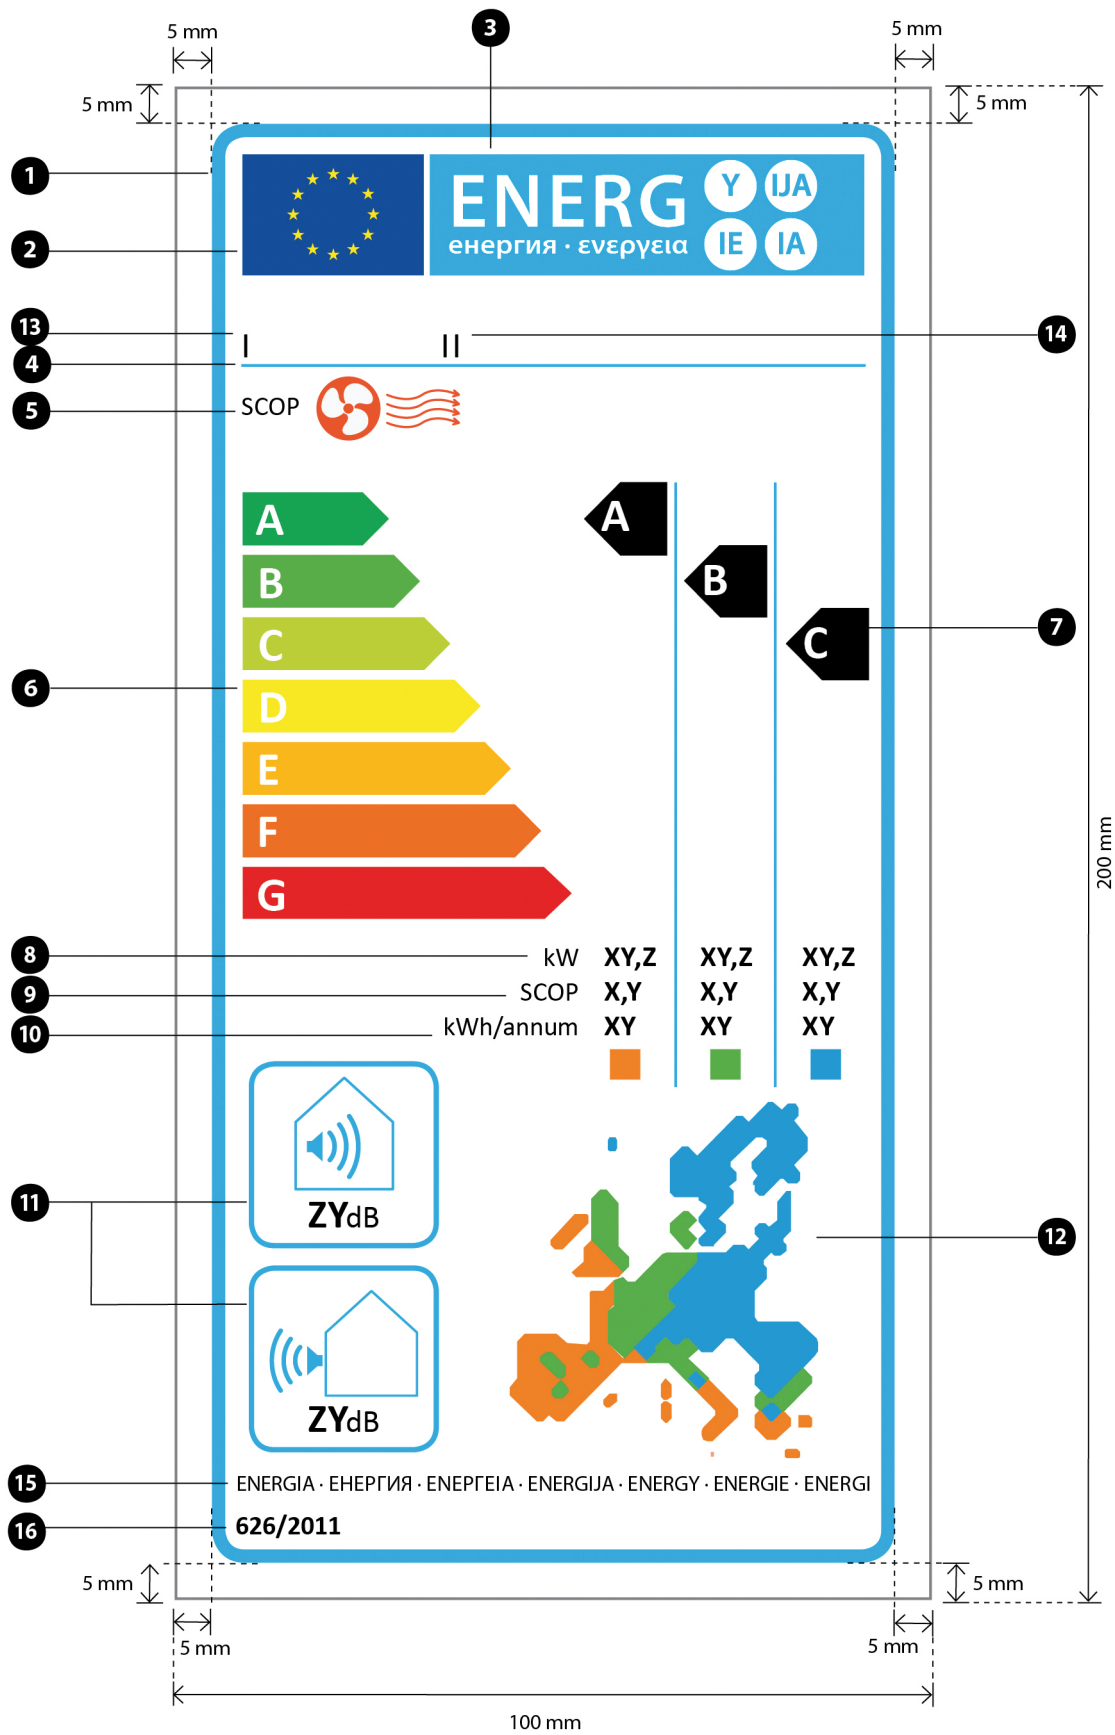 3
5 mm
5 mm
5 mm
5 mm
1
ENERG Y IJA
2
енергия · ενεργεια IE IA
13
I II
14
4
5
SCOP
A A
B B
C C
7
6
D
E
F
G
200 mm
8
kW XY,Z XY,Z XY,Z
9
SCOP X,Y X,Y X,Y
10
kWh/annum XY XY XY
11
ZYdB
12
ZYdB
15
ENERGIA · ЕНЕРГИЯ · ΕΝΕΡΓΕΙΑ · ENERGIJA · ENERGY · ENERGIE · ENERGI
16
626/2011
5 mm
5 mm
5 mm
5 mm
100 mm